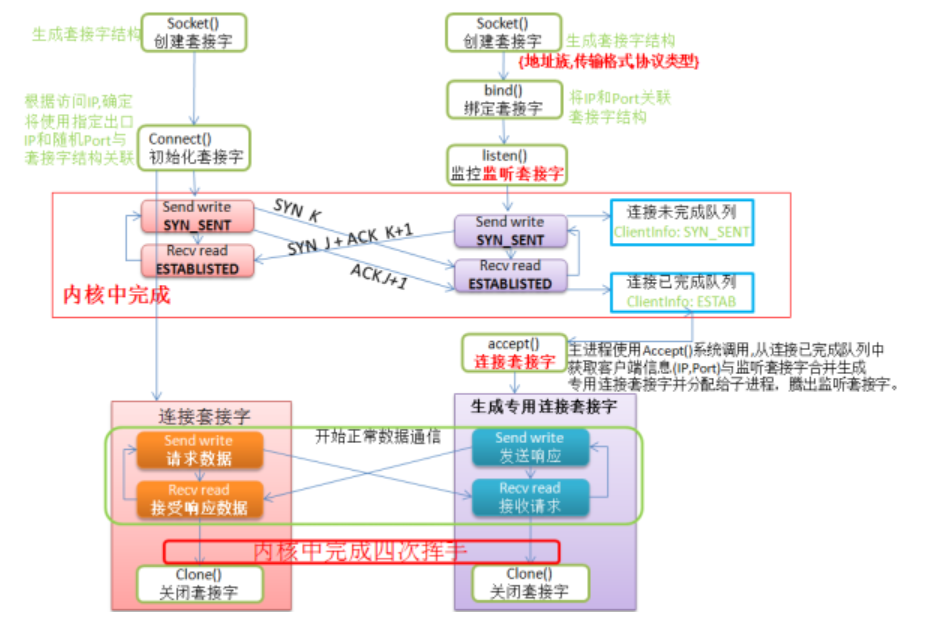 Socket()
创建套接字
生成套接字结构
Socket()
创建套接字
生成套接字结构
{地址族,传输格式,协议类型}
bind()
绑定套接字
将IP和Port关联
套接字结构
根据访问IP,确定
将使用指定出口
IP和随机Port与
套接字结构关联
Connect()
初始化套接字
listen()
监控监听套接字
Send write
SYN_SENT
Recv read
ESTABLISTED
SYN K
SYN J + ACK K+1
ACK J+1
Send write
SYN_SENT
Recv read
ESTABLISTED
连接未完成队列
ClientInfo: SYN_SENT
连接已完成队列
ClientInfo: ESTAB
内核中完成
accept()
连接套接字
主进程使用Accept()系统调用,从连接已完成队列中
获取客户端信息(IP,Port)与监听套接字合并生成
专用连接套接字并分配给子进程，腾出监听套接字。
连接套接字
生成专用连接套接字
Send write
请求数据
Recv read
接受响应数据
开始正常数据通信
Send write
发送响应
Recv read
接收请求
内核中完成四次挥手
Clone()
关闭套接字
Clone()
关闭套接字